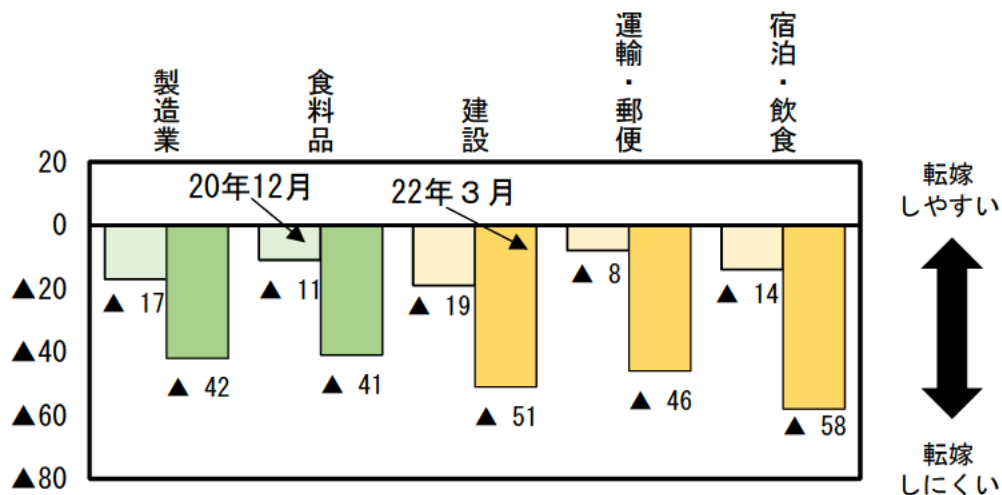 製造業
食料品
建設
運輸・郵便
宿泊・飲食
20
0
▲20
▲40
▲60
▲80
20年12月
22年３月
▲ 17
▲ 42
▲ 11
▲ 41
▲ 19
▲ 51
▲ 8
▲ 46
▲ 14
▲ 58
転嫁
しやすい
転嫁
しにくい